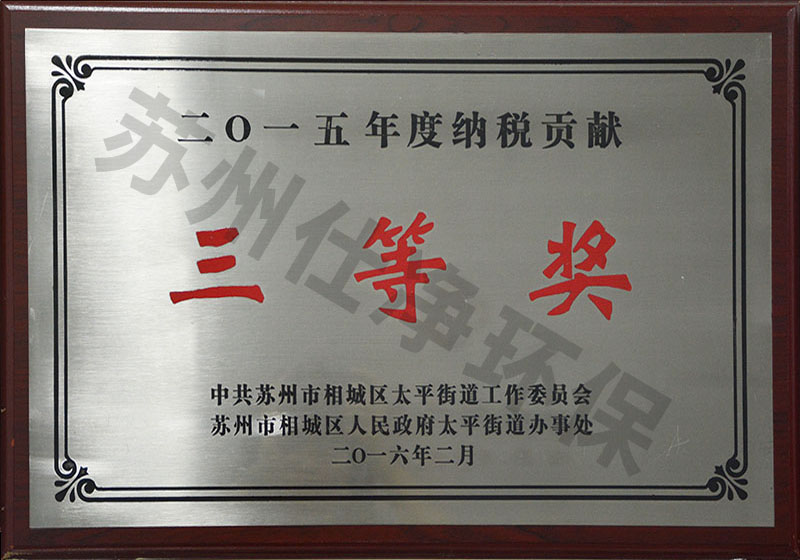 二〇一五年度纳税贡献
三等奖
中共苏州市相城区太平街道工作委员会
苏州市相城区人民政府太平街道办事处
二〇一六年二月
苏州仕净环保